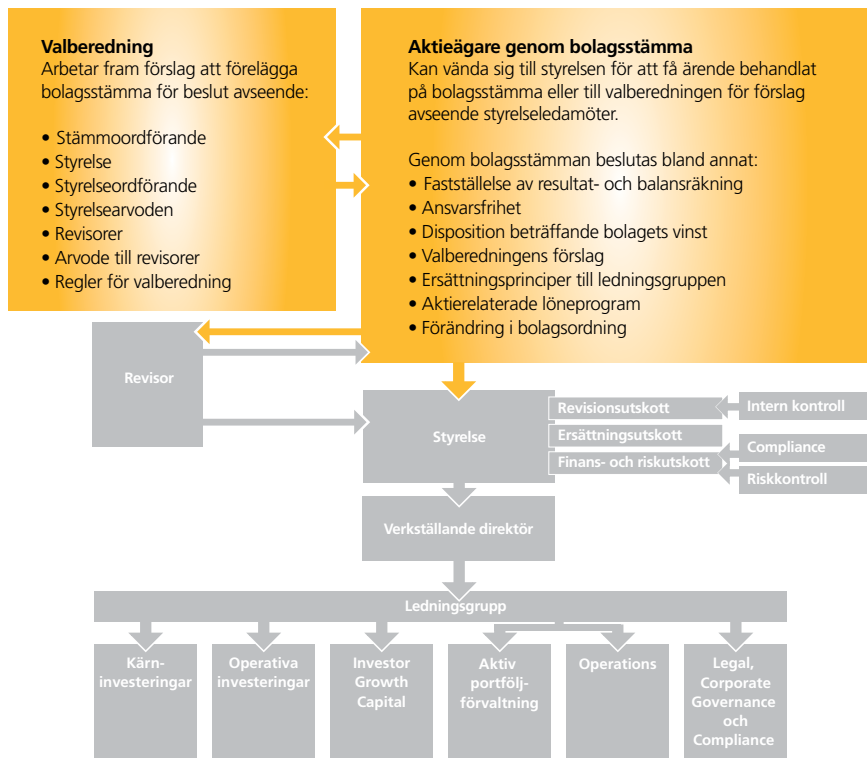 Valberedning
Arbetar fram förslag att förelägga
bolagsstämma för beslut avseende:
• Stämmoordförande
• Styrelse
• Styrelseordförande
• Styrelsearvoden
• Revisorer
• Arvode till revisorer
• Regler för valberedning
Aktieägare genom bolagsstämma
Kan vända sig till styrelsen för att få ärende behandlat
på bolagsstämma eller till valberedningen för förslag
avseende styrelseledamöter.
Genom bolagsstämman beslutas bland annat:
• Fastställelse av resultat- och balansräkning
• Ansvarsfrihet
• Disposition beträffande bolagets vinst
• Valberedningens förslag
• Ersättningsprinciper till ledningsgruppen
• Aktierelaterade löneprogram
• Förändring i bolagsordning
Revisor
Styrelse
Revisionsutskott
Ersättningsutskott
Finans- och riskutskott
Intern kontroll
Compliance
Riskkontroll
Verkställande direktör
Ledningsgrupp
Kärn-
investeringar
Operativa
investeringar
Investor
Growth
Capital
Aktiv
portfölj-
förvaltning
Operations
Legal,
Corporate
Governance
och
Compliance